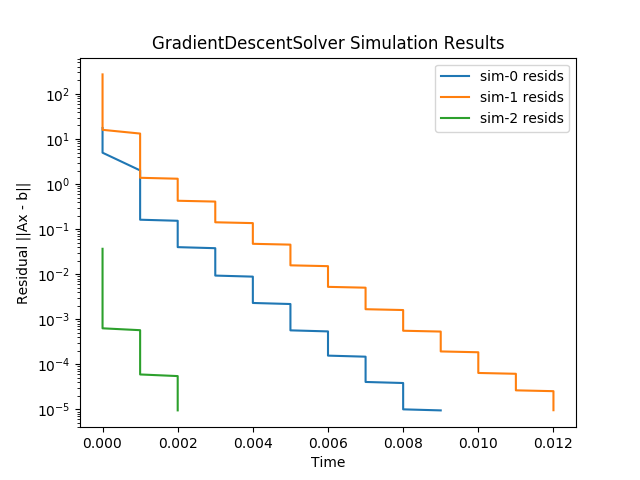 GradientDescentSolver Simulation Results
sim-0 resids
sim-1 resids
sim-2 resids
Residual ||Ax - b||
10²
10¹
10⁰
10⁻¹
10⁻²
10⁻³
10⁻⁴
10⁻⁵
0.000 0.002 0.004 0.006 0.008 0.010 0.012
Time